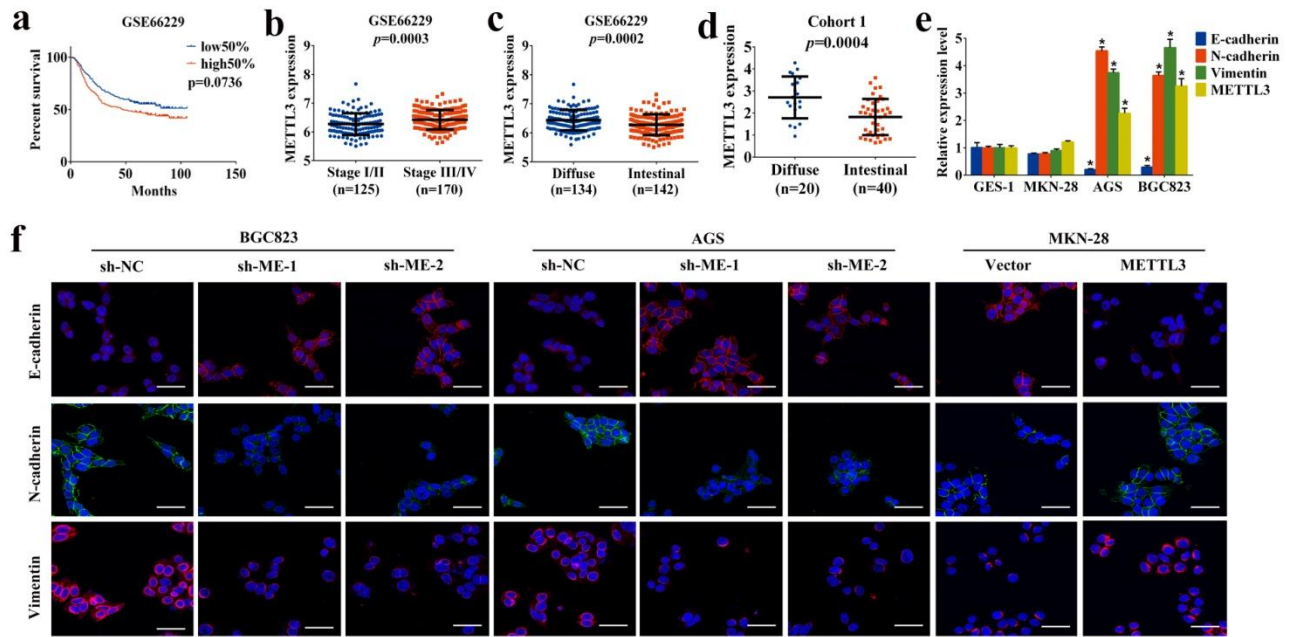 a
GSE66229
Percent survival
100
50
0
0
50
100
150
Months
low50%
high50%
p=0.0736
b
GSE66229
p=0.0003
METTL3 expression
9
8
7
6
5
Stage I/II
(n=125)
Stage III/IV
(n=170)
c
GSE66229
p=0.0002
METTL3 expression
9
8
7
6
5
Diffuse
(n=134)
Intestinal
(n=142)
d
Cohort 1
p=0.0004
METTL3 expression
5
4
3
2
1
0
Diffuse
(n=20)
Intestinal
(n=40)
e
Relative expression level
5
4
3
2
1
0
E-cadherin
N-cadherin
Vimentin
METTL3
* * * * * * * *
GES-1 MKN-28 AGS BGC823
f
BGC823 AGS MKN-28
sh-NC sh-ME-1 sh-ME-2 sh-NC sh-ME-1 sh-ME-2 Vector METTL3
E-cadherin
N-cadherin
Vimentin